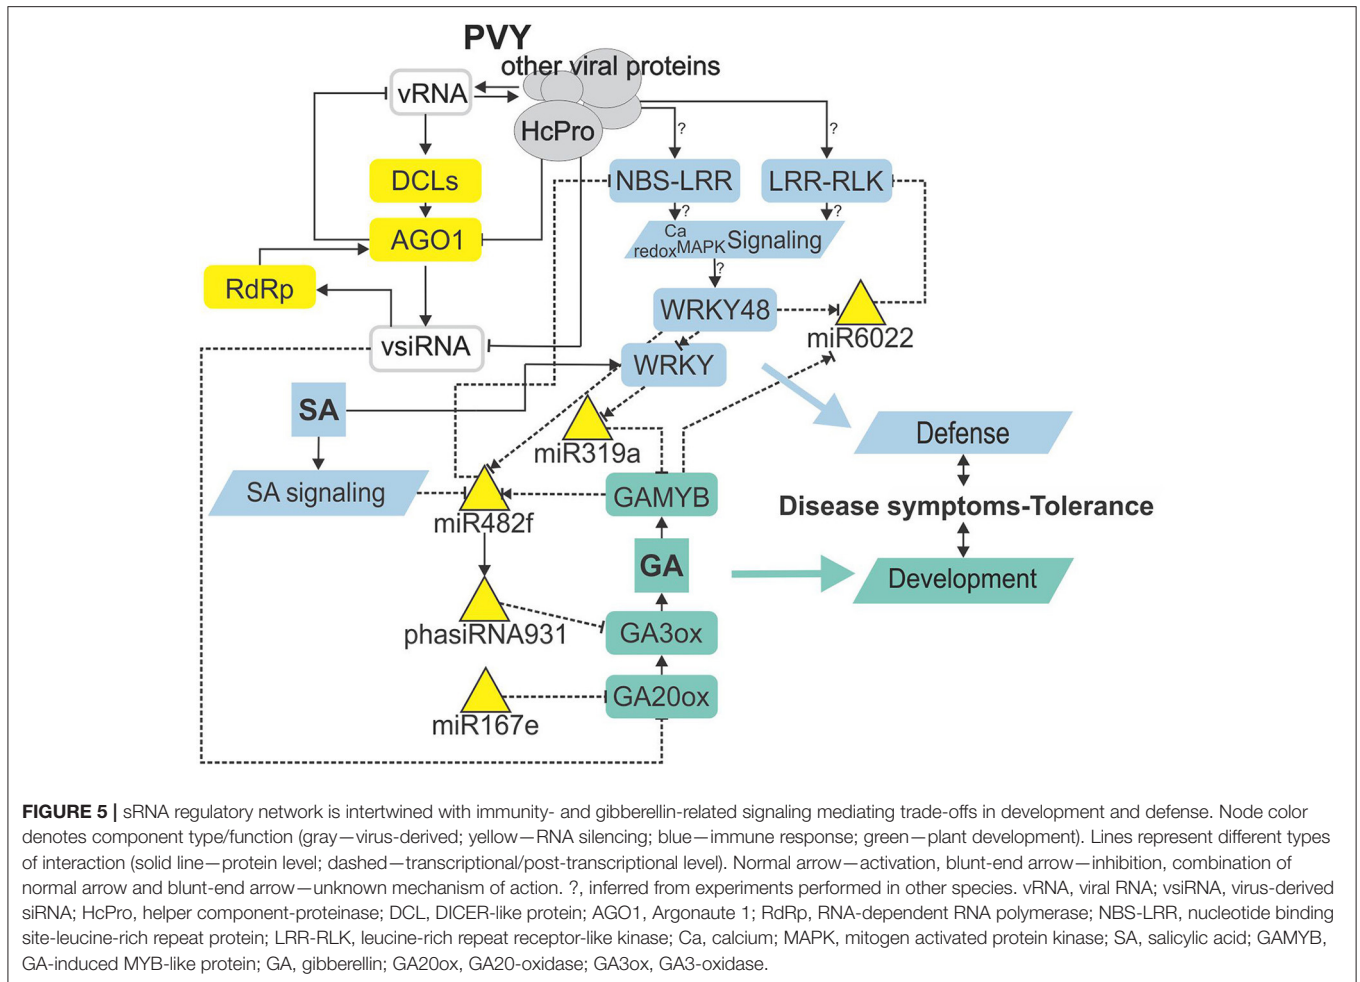 PVY
other viral proteins
vRNA
HcPro
?
?
DCLs
NBS-LRR
LRR-RLK
?
?
AGO1
Ca
redox MAPK Signaling
RdRp
?
WRKY48
miR6022
vsiRNA
WRKY
SA
miR319a
Defense
SA signaling
GAMYB
miR482f
Disease symptoms-Tolerance
GA
Development
phasiRNA931
GA3ox
miR167e
GA20ox
FIGURE 5 | sRNA regulatory network is intertwined with immunity- and gibberellin-related signaling mediating trade-offs in development and defense. Node color
denotes component type/function (gray—virus-derived; yellow—RNA silencing; blue—immune response; green—plant development). Lines represent different types
of interaction (solid line—protein level; dashed—transcriptional/post-transcriptional level). Normal arrow—activation, blunt-end arrow—inhibition, combination of
normal arrow and blunt-end arrow—unknown mechanism of action. ?, inferred from experiments performed in other species. vRNA, viral RNA; vsiRNA, virus-derived
siRNA; HcPro, helper component-proteinase; DCL, DICER-like protein; AGO1, Argonaute 1; RdRp, RNA-dependent RNA polymerase; NBS-LRR, nucleotide binding
site-leucine-rich repeat protein; LRR-RLK, leucine-rich repeat receptor-like kinase; Ca, calcium; MAPK, mitogen activated protein kinase; SA, salicylic acid; GAMYB,
GA-induced MYB-like protein; GA, gibberellin; GA20ox, GA20-oxidase; GA3ox, GA3-oxidase.